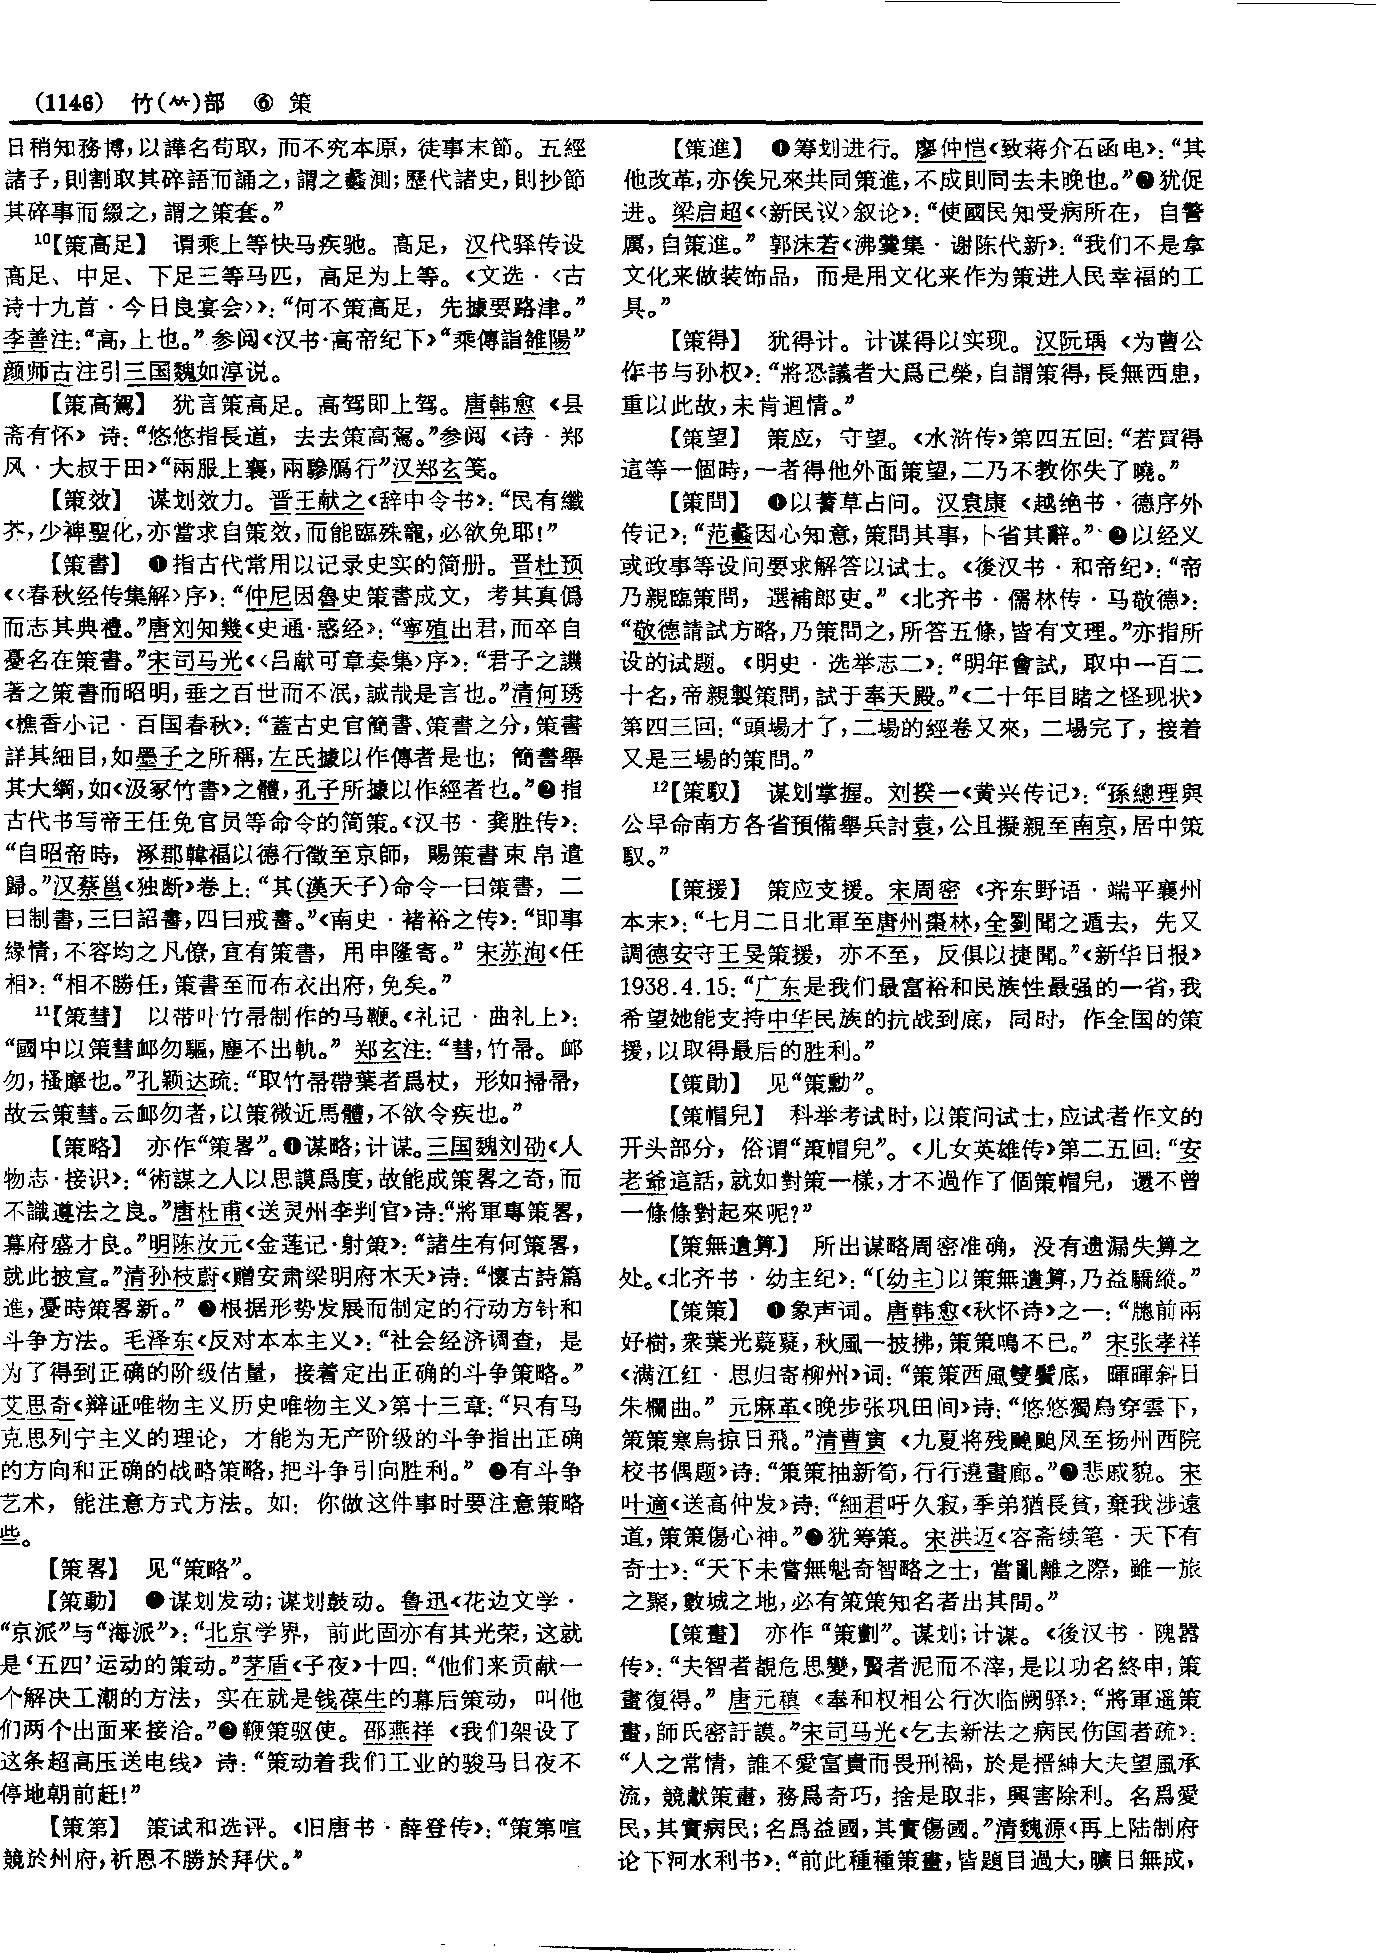 (1146) 竹(⺮)部 ⑥ 策
日稍知務博，以譁名苟取，而不究本原，徒事末節。五經
諸子，則割取其碎語而誦之，謂之蠡測；歷代諸史，則抄節
其碎事而綴之，謂之策套。”
10【策高足】 谓乘上等快马疾驰。高足，汉代驿传设
高足、中足、下足三等马匹，高足为上等。《文选·〈古
诗十九首·今日良宴会〉》：“何不策高足，先據要路津。”
李善注：“高，上也。”参阅《汉书·高帝纪下》“乘傳詣雒陽”
颜师古注引三国魏如淳说。
【策高駕】 犹言策高足。高驾即上驾。唐韩愈《县
斋有怀》诗：“悠悠指長道，去去策高駕。”参阅《诗·郑
风·大叔于田》“兩服上襄，兩驂鴈行”汉郑玄笺。
【策效】 谋划效力。晋王献之《辞中令书》：“民有纖
芥，少裨聖化，亦當求自策效，而能臨殊寵，必欲免耶！”
【策書】 ❶指古代常用以记录史实的简册。晋杜预
《〈春秋经传集解〉序》：“仲尼因魯史策書成文，考其真僞
而志其典禮。”唐刘知幾《史通·惑经》：“寧殖出君，而卒自
憂名在策書。”宋司马光《〈吕献可章奏集〉序》：“君子之譏
著之策書而昭明，垂之百世而不泯，誠哉是言也。”清何琇
《樵香小记·百国春秋》：“蓋古史官簡書、策書之分，策書
詳其細目，如墨子之所稱，左氏據以作傳者是也；簡書舉
其大綱，如《汲冢竹書》之體，孔子所據以作經者也。”❷指
古代书写帝王任免官员等命令的简策。《汉书·龚胜传》：
“自昭帝時，涿郡韓福以德行徵至京師，賜策書束帛遣
歸。”汉蔡邕《独断》卷上：“其(漢天子)命令一曰策書，二
曰制書，三曰詔書，四曰戒書。”《南史·褚裕之传》：“即事
緣情，不容均之凡僚，宜有策書，用申隆寄。”宋苏洵《任
相》：“相不勝任，策書至而布衣出府，免矣。”
11【策彗】 以带叶竹帚制作的马鞭。《礼记·曲礼上》：
“國中以策彗卹勿驅，塵不出軌。”郑玄注：“彗，竹帚。卹
勿，搔摩也。”孔颖达疏：“取竹帚帶葉者爲杖，形如掃帚，
故云策彗。云卹勿者，以策微近馬體，不欲令疾也。”
【策略】 亦作“策畧”。❶谋略；计谋。三国魏刘劭《人
物志·接识》：“術謀之人以思謨爲度，故能成策畧之奇，而
不識遵法之良。”唐杜甫《送灵州李判官》诗：“將軍專策畧，
幕府盛才良。”明陈汝元《金莲记·射策》：“諸生有何策畧，
就此披宣。”清孙枝蔚《赠安肃梁明府木天》诗：“懷古詩篇
進，憂時策畧新。”❷根据形势发展而制定的行动方针和
斗争方法。毛泽东《反对本本主义》：“社会经济调查，是
为了得到正确的阶级估量，接着定出正确的斗争策略。”
艾思奇《辩证唯物主义历史唯物主义》第十三章：“只有马
克思列宁主义的理论，才能为无产阶级的斗争指出正确
的方向和正确的战略策略，把斗争引向胜利。”❸有斗争
艺术，能注意方式方法。如：你做这件事时要注意策略
些。
【策畧】 见“策略”。
【策動】 ❶谋划发动；谋划鼓动。鲁迅《花边文学·
“京派”与“海派”》：“北京学界，前此固亦有其光荣，这就
是‘五四’运动的策动。”茅盾《子夜》十四：“他们来贡献一
个解决工潮的方法，实在就是钱葆生的幕后策动，叫他
们两个出面来接洽。”❷鞭策驱使。邵燕祥《我们架设了
这条超高压送电线》诗：“策动着我们工业的骏马日夜不
停地朝前赶！”
【策第】 策试和选评。《旧唐书·薛登传》：“策第喧
競於州府，祈恩不勝於拜伏。”
【策進】 ❶筹划进行。廖仲恺《致蒋介石函电》：“其
他改革，亦俟兄來共同策進，不成則同去未晚也。”❷犹促
进。梁启超《〈新民议〉叙论》：“使國民知受病所在，自警
厲，自策進。”郭沫若《沸羹集·谢陈代新》：“我们不是拿
文化来做装饰品，而是用文化来作为策进人民幸福的工
具。”
【策得】 犹得计。计谋得以实现。汉阮瑀《为曹公
作书与孙权》：“將恐議者大爲己榮，自謂策得，長無西患，
重以此故，未肯迴情。”
【策望】 策应，守望。《水浒传》第四五回：“若買得
這等一個時，一者得他外面策望，二乃不教你失了曉。”
【策問】 ❶以蓍草占问。汉袁康《越绝书·德序外
传记》：“范蠡因心知意，策問其事，卜省其辭。”❷以经义
或政事等设问要求解答以试士。《後汉书·和帝纪》：“帝
乃親臨策問，選補郎吏。”《北齐书·儒林传·马敬德》：
“敬德請試方略，乃策問之，所答五條，皆有文理。”亦指所
设的试题。《明史·选举志二》：“明年會試，取中一百二
十名，帝親製策問，試于奉天殿。”《二十年目睹之怪现状》
第四三回：“頭場才了，二場的經卷又來，二場完了，接着
又是三場的策問。”
12【策馭】 谋划掌握。刘揆一《黄兴传记》：“孫總理與
公早命南方各省預備舉兵討袁，公且擬親至南京，居中策
馭。”
【策援】 策应支援。宋周密《齐东野语·端平襄州
本末》：“七月二日北軍至唐州棗林，全劉聞之遁去，先又
調德安守王旻策援，亦不至，反俱以捷聞。”《新华日报》
1938.4.15：“广东是我们最富裕和民族性最强的一省，我
希望她能支持中华民族的抗战到底，同时，作全国的策
援，以取得最后的胜利。”
【策勛】 见“策勳”。
【策帽兒】 科举考试时，以策问试士，应试者作文的
开头部分，俗谓“策帽兒”。《儿女英雄传》第二五回：“安
老爺這話，就如對策一樣，才不過作了個策帽兒，還不曾
一條條對起來呢？”
【策無遺算】 所出谋略周密准确，没有遗漏失算之
处。《北齐书·幼主纪》：“〔幼主〕以策無遺算，乃益驕縱。”
【策策】 ❶象声词。唐韩愈《秋怀诗》之一：“牕前兩
好樹，衆葉光薿薿，秋風一披拂，策策鳴不已。”宋张孝祥
《满江红·思归寄柳州》词：“策策西風雙鬢底，暉暉斜日
朱欄曲。”元麻革《晚步张巩田间》诗：“悠悠獨鳥穿雲下，
策策寒烏掠日飛。”清曹寅《九夏将残飓风至扬州西院
校书偶题》诗：“策策抽新筍，行行遶畫廊。”❷悲戚貌。宋
叶適《送高仲发》诗：“細君吁久寂，季弟猶長貧，棄我涉遠
道，策策傷心神。”❸犹筹策。宋洪迈《容斋续笔·天下有
奇士》：“天下未嘗無魁奇智略之士，當亂離之際，雖一旅
之聚，數城之地，必有策策知名者出其間。”
【策畫】 亦作“策劃”。谋划；计谋。《後汉书·隗嚣
传》：“夫智者覩危思變，賢者泥而不滓，是以功名終申，策
畫復得。”唐元稹《奉和权相公行次临阙驿》：“將軍遥策
畫，師氏密訏謨。”宋司马光《乞去新法之病民伤国者疏》：
“人之常情，誰不愛富貴而畏刑禍，於是搢紳大夫望風承
流，競獻策畫，務爲奇巧，捨是取非，興害除利。名爲愛
民，其實病民；名爲益國，其實傷國。”清魏源《再上陆制府
论下河水利书》：“前此種種策畫，皆題目過大，曠日無成，